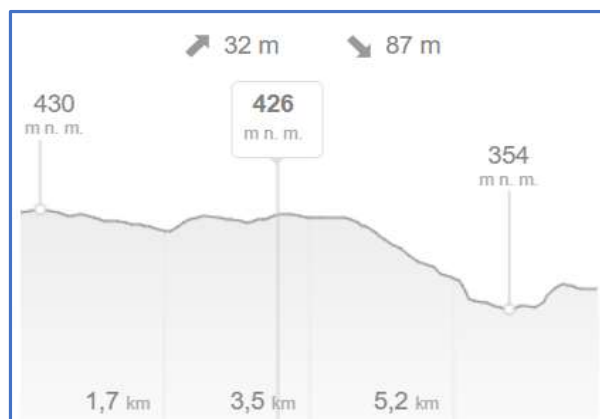 32 m 87 m
430
m n. m.
426
m n. m.
354
m n. m.
1,7 km 3,5 km 5,2 km